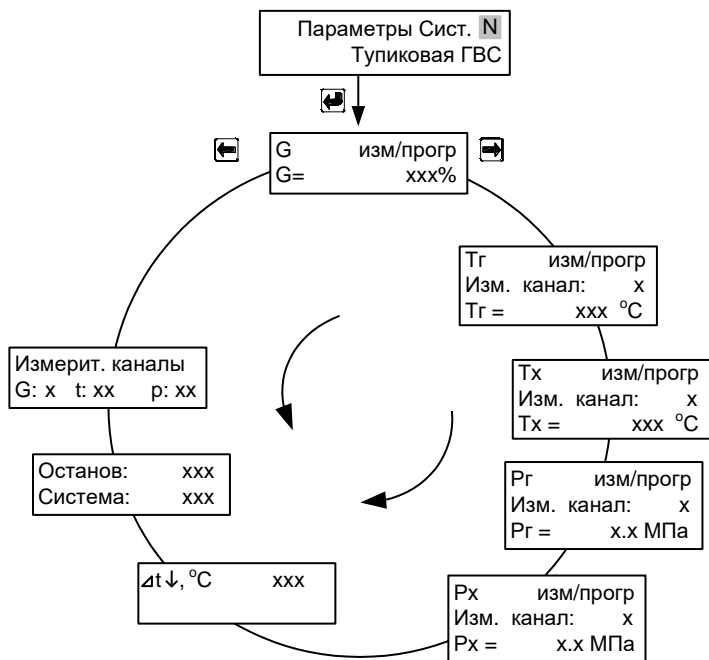 Параметры Сист. N
Тупиковая ГВС
G изм/прогр
G= xxx%
Тг изм/прогр
Изм. канал: x
Тг = xxx °C
Тх изм/прогр
Изм. канал: x
Тх = xxx °C
Рг изм/прогр
Изм. канал: x
Рг = x.x МПа
Рх изм/прогр
Изм. канал: x
Рх = x.x МПа
⊿t↓, °C xxx
Останов: xxx
Система: xxx
Измерит. каналы
G: x t: xx p: xx